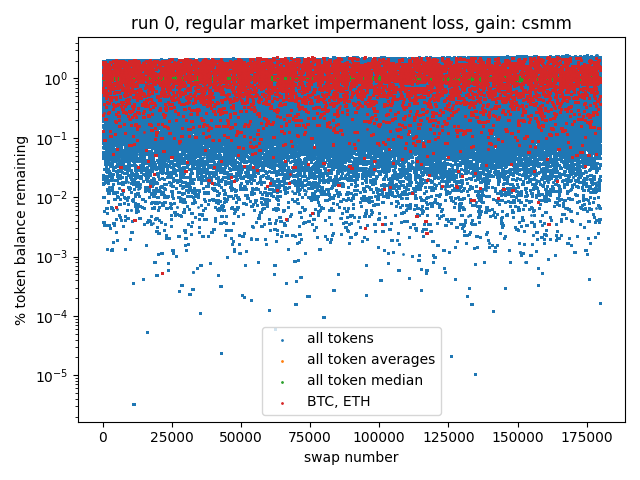 run 0, regular market impermanent loss, gain: csmm
% token balance remaining
10⁰
10⁻¹
10⁻²
10⁻³
10⁻⁴
10⁻⁵
all tokens
all token averages
all token median
BTC, ETH
0 25000 50000 75000 100000 125000 150000 175000
swap number